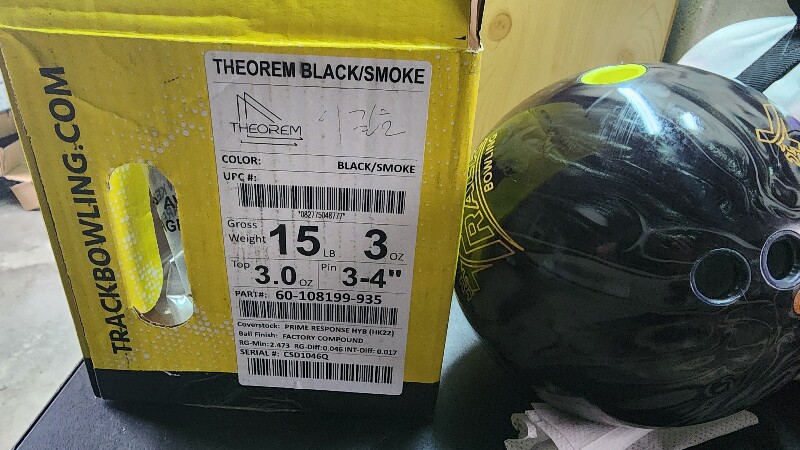 TRACKBOWLING.COM
THEOREM BLACK/SMOKE
THEOREM
COLOR: BLACK/SMOKE
UPC #:
*082775048777*
Gross Weight 15 LB 3 OZ
Top 3.0 OZ Pin 3-4"
PART#: 60-108199-935
Coverstock: PRIME RESPONSE HYB (HK22)
Ball Finish: FACTORY COMPOUND
RG-Min: 2.473 RG-Diff: 0.046 INT-Diff: 0.017
SERIAL #: CSD1046Q
BOWLING